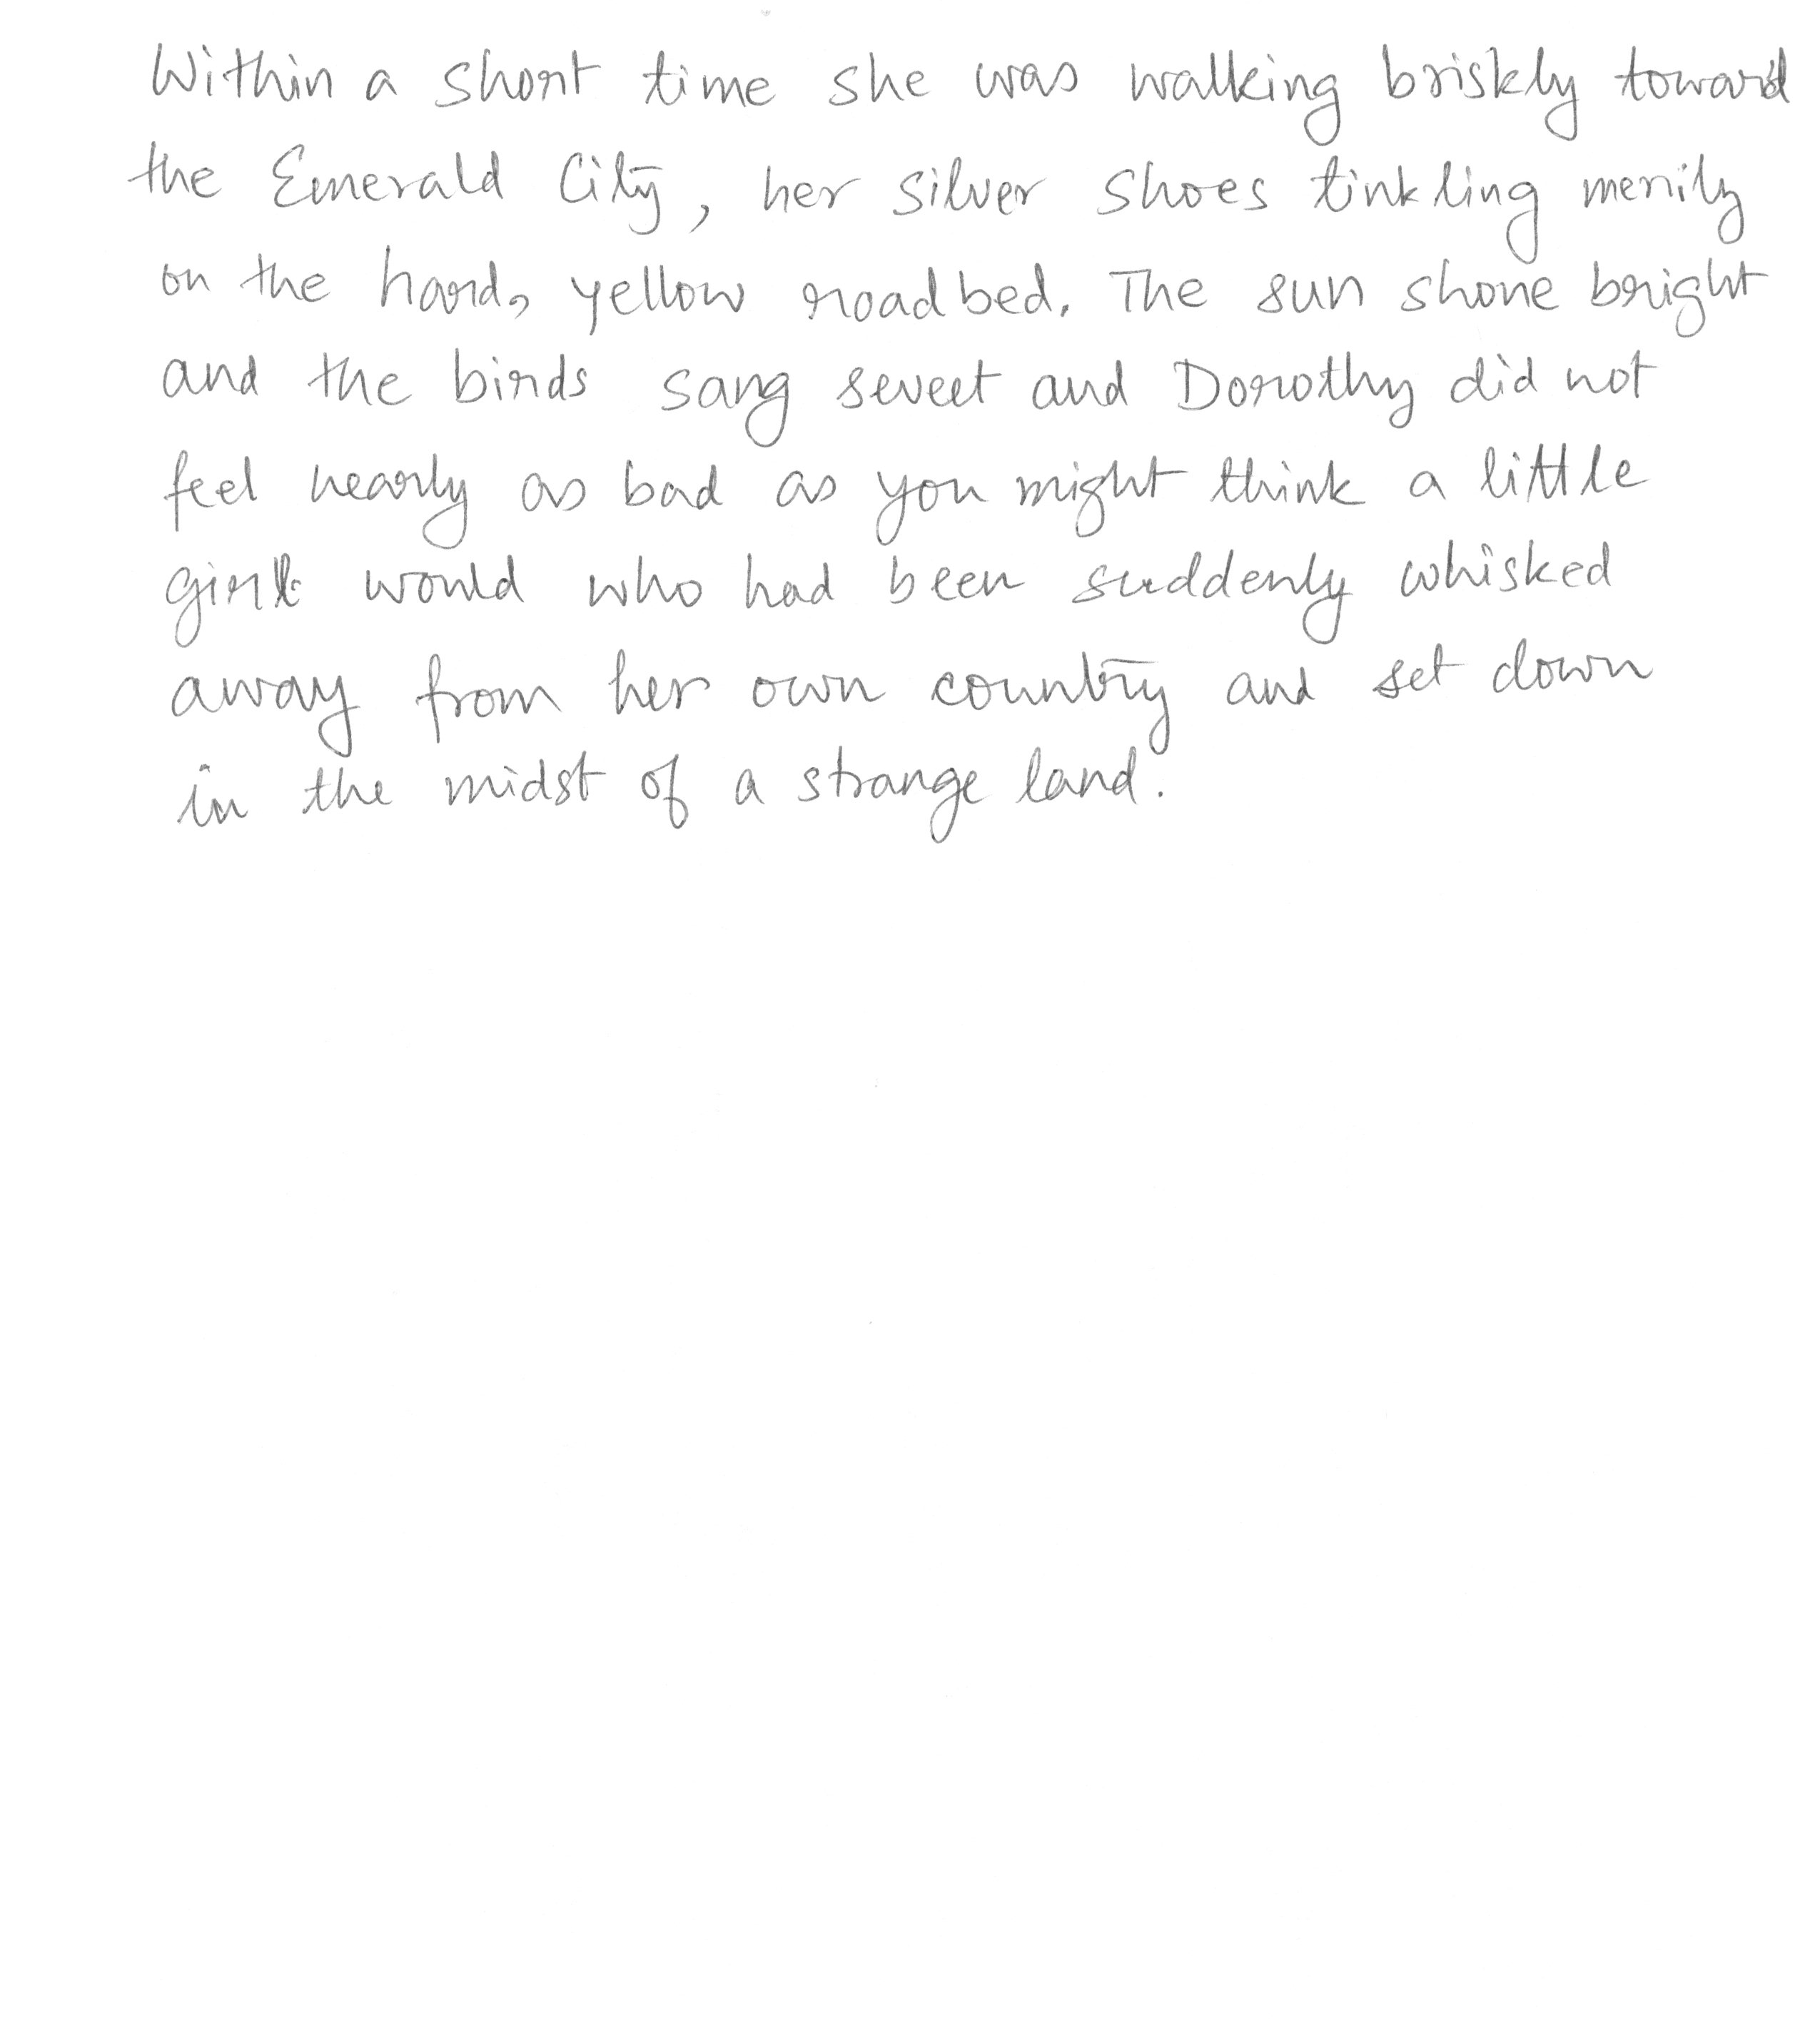 Within a short time she was walking briskly toward
the Emerald City, her silver shoes tinkling merrily
on the hard, yellow roadbed. The sun shone bright
and the birds sang sweet and Dorothy did not
feel nearly as bad as you might think a little
girl would who had been suddenly whisked
away from her own country and set down
in the midst of a strange land.